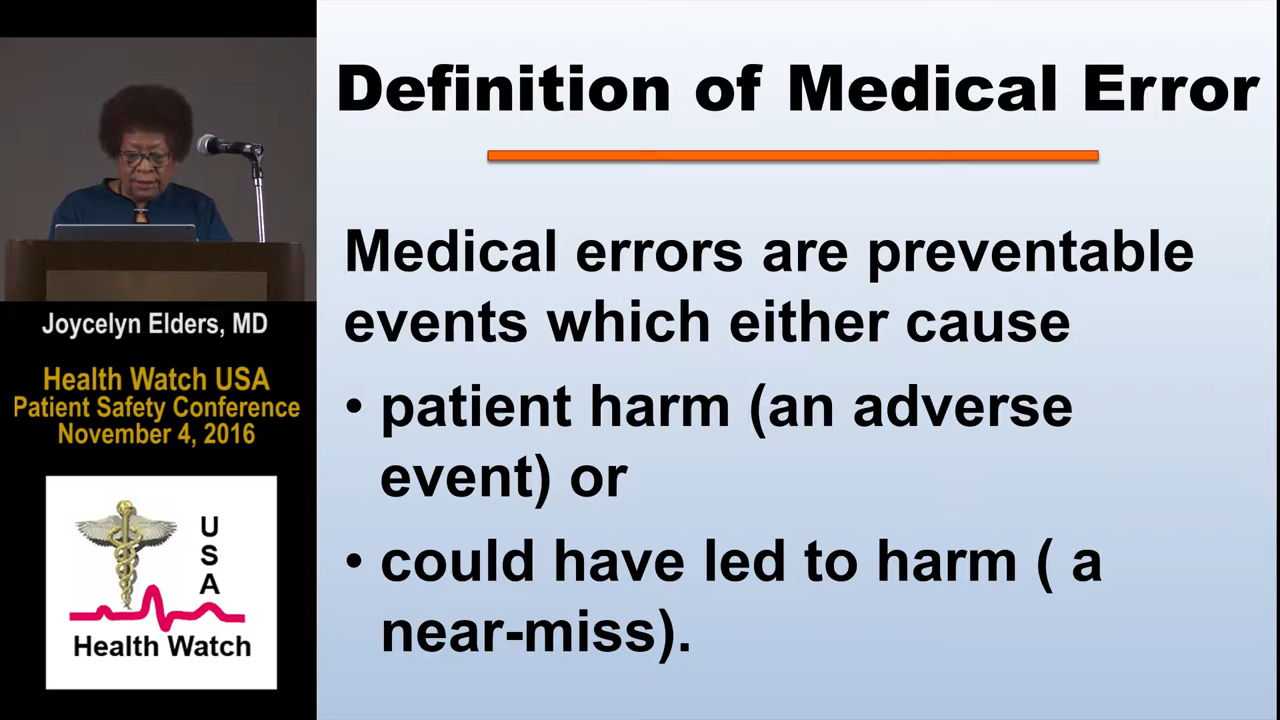 Definition of Medical Error
Medical errors are preventable
events which either cause
• patient harm (an adverse
event) or
• could have led to harm ( a
near-miss).
Joycelyn Elders, MD
Health Watch USA
Patient Safety Conference
November 4, 2016
U
S
A
Health Watch